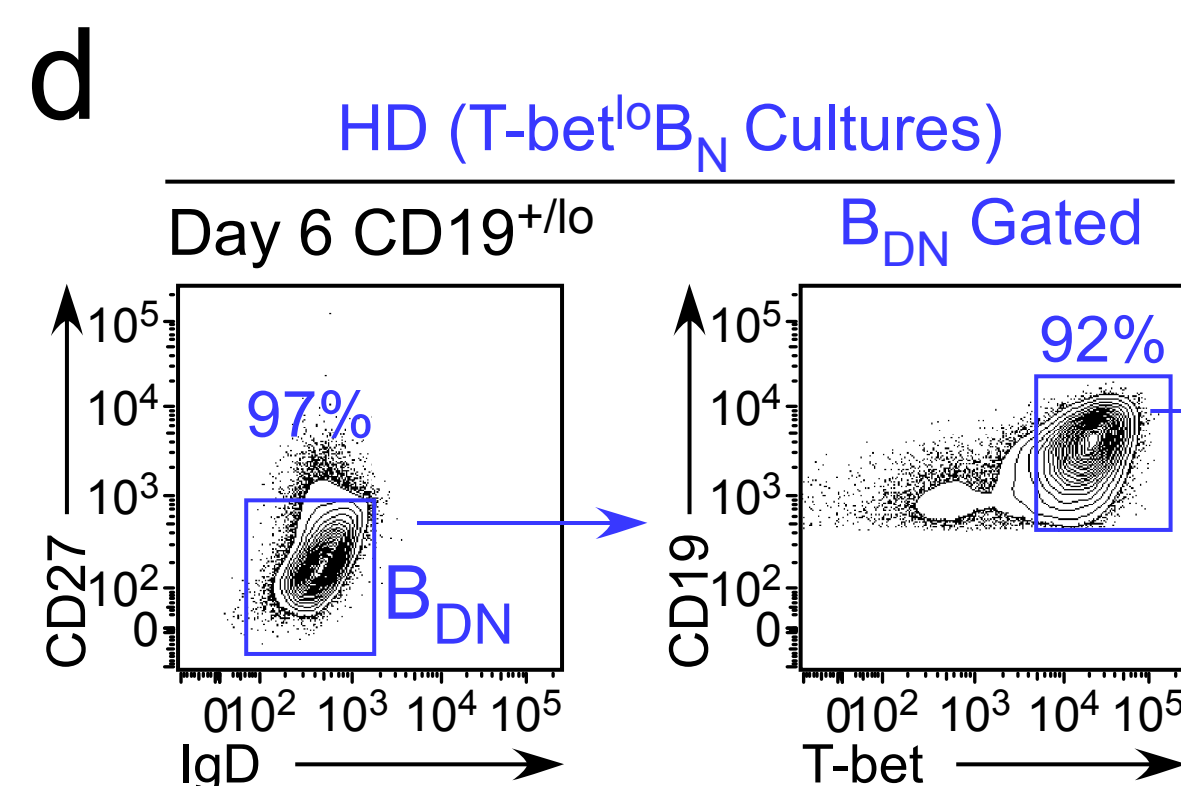 d
HD (T-bet^lo B_N Cultures)
Day 6 CD19^+/lo
B_DN Gated
CD27
10^5
10^4
10^3
10^2
0
97%
B_DN
0 10^2 10^3 10^4 10^5
IgD
CD19
10^5
10^4
10^3
10^2
0
92%
0 10^2 10^3 10^4 10^5
T-bet